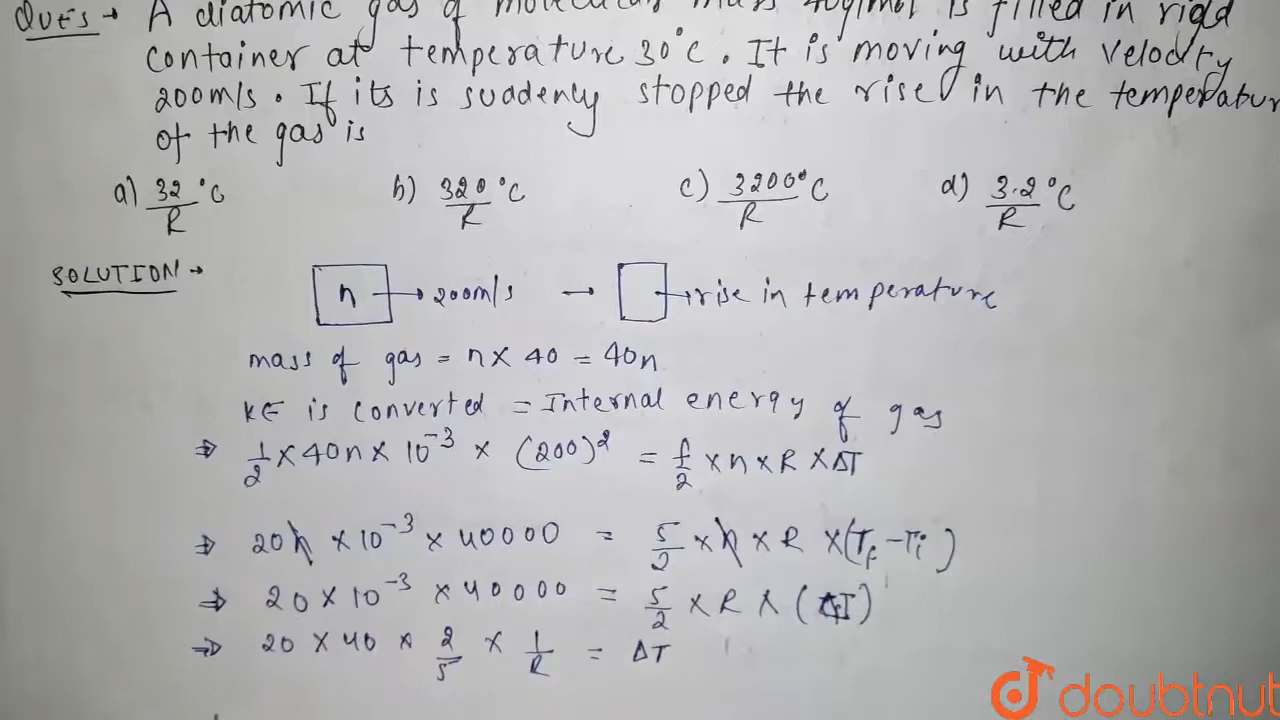 QUES → A diatomic gas of molecular mass 40g/mol is filled in rigid
container at temperature 30°C. It is moving with velocity
200m/s. If its is suddenly stopped the rise in the temperatur
of the gas is
a) 32/R °C b) 320/R °C c) 3200°/R C d) 3.2/R °C
SOLUTION →
n → 200m/s → → rise in temperature
mass of gas = n × 40 = 40n
KE is converted = Internal energy of gas
⇒ 1/2 × 40n × 10⁻³ × (200)² = f/2 × n × R × ΔT
⇒ 20n × 10⁻³ × 40000 = 5/2 × n × R × (Tf - Ti)
⇒ 20 × 10⁻³ × 40000 = 5/2 × R × (ΔT)
⇒ 20 × 40 × 2/5 × 1/R = ΔT
doubtnut